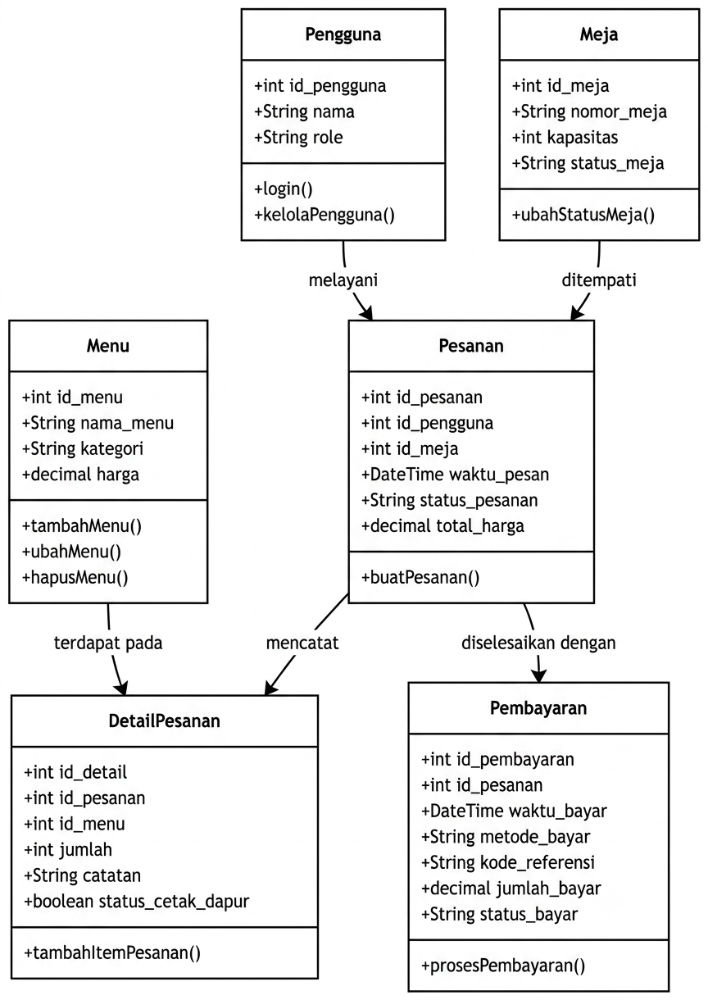 Pengguna
+int id_pengguna
+String nama
+String role
+login()
+kelolaPengguna()
Meja
+int id_meja
+String nomor_meja
+int kapasitas
+String status_meja
+ubahStatusMeja()
melayani
ditempati
Menu
+int id_menu
+String nama_menu
+String kategori
+decimal harga
+tambahMenu()
+ubahMenu()
+hapusMenu()
Pesanan
+int id_pesanan
+int id_pengguna
+int id_meja
+DateTime waktu_pesan
+String status_pesanan
+decimal total_harga
+buatPesanan()
terdapat pada
mencatat
diselesaikan dengan
DetailPesanan
+int id_detail
+int id_pesanan
+int id_menu
+int jumlah
+String catatan
+boolean status_cetak_dapur
+tambahItemPesanan()
Pembayaran
+int id_pembayaran
+int id_pesanan
+DateTime waktu_bayar
+String metode_bayar
+String kode_referensi
+decimal jumlah_bayar
+String status_bayar
+prosesPembayaran()